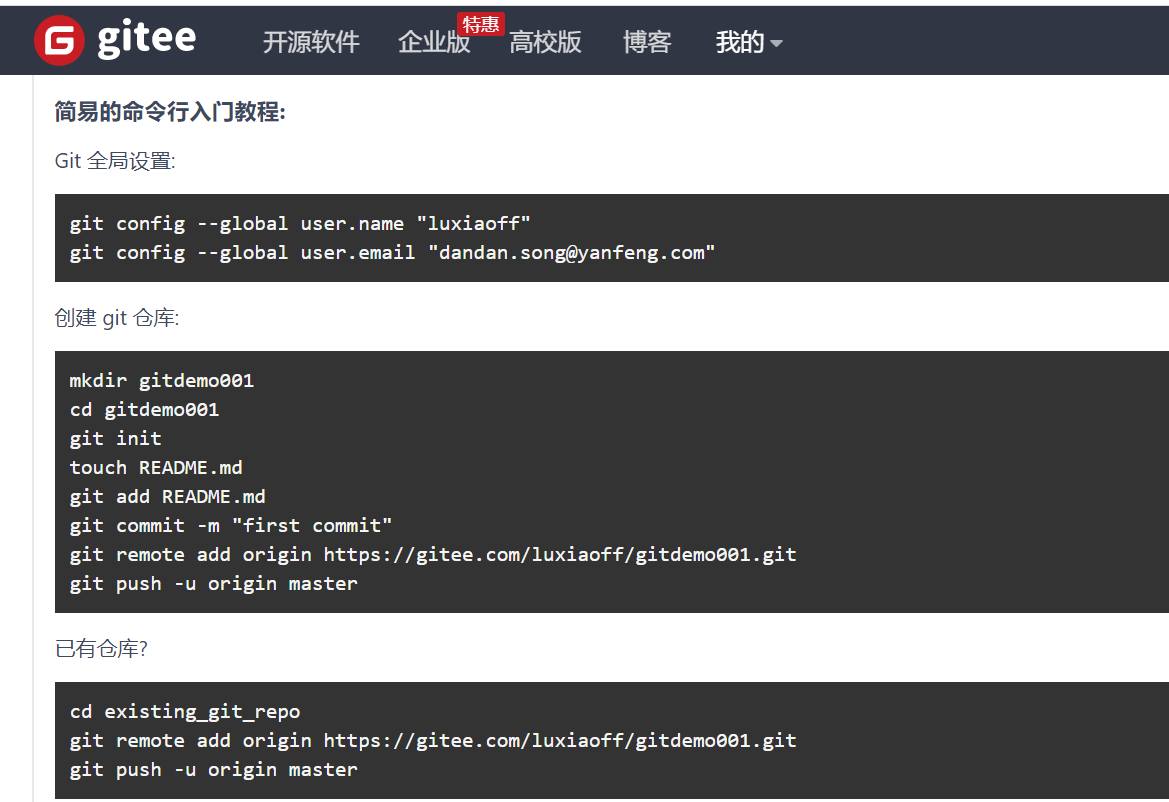 gitee
开源软件 企业版 特惠 高校版 博客 我的
简易的命令行入门教程:
Git 全局设置:
git config --global user.name "luxiaoff"
git config --global user.email "dandan.song@yanfeng.com"
创建 git 仓库:
mkdir gitdemo001
cd gitdemo001
git init
touch README.md
git add README.md
git commit -m "first commit"
git remote add origin https://gitee.com/luxiaoff/gitdemo001.git
git push -u origin master
已有仓库?
cd existing_git_repo
git remote add origin https://gitee.com/luxiaoff/gitdemo001.git
git push -u origin master